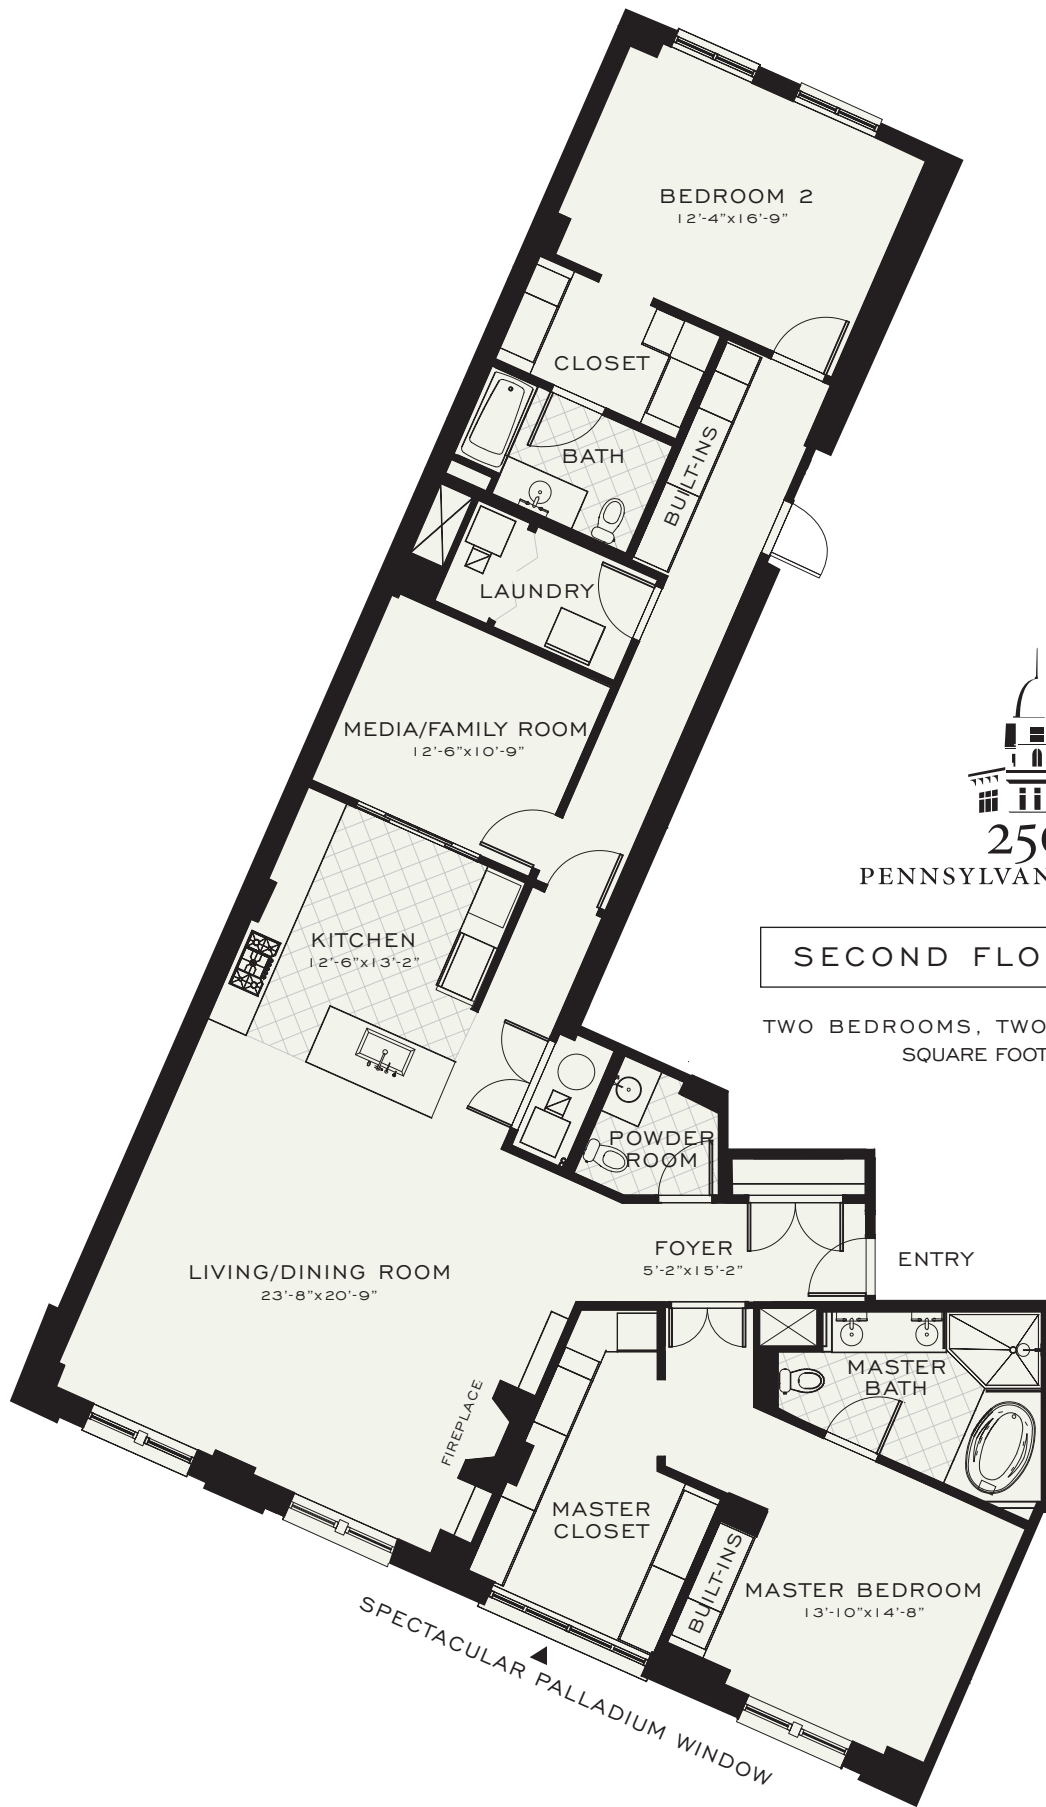 BEDROOM 2
12'-4"x16'-9"
CLOSET
BATH
BUILT-INS
LAUNDRY
MEDIA/FAMILY ROOM
12'-6"x10'-9"
KITCHEN
12'-6"x13'-2"
25
PENNSYLVAN
SECOND FLO
TWO BEDROOMS, TWO
SQUARE FOOT
POWDER
ROOM
FOYER
5'-2"x15'-2"
ENTRY
LIVING/DINING ROOM
23'-8"x20'-9"
FIREPLACE
MASTER
BATH
MASTER
CLOSET
BUILT-INS
MASTER BEDROOM
13'-10"x14'-8"
SPECTACULAR PALLADIUM WINDOW